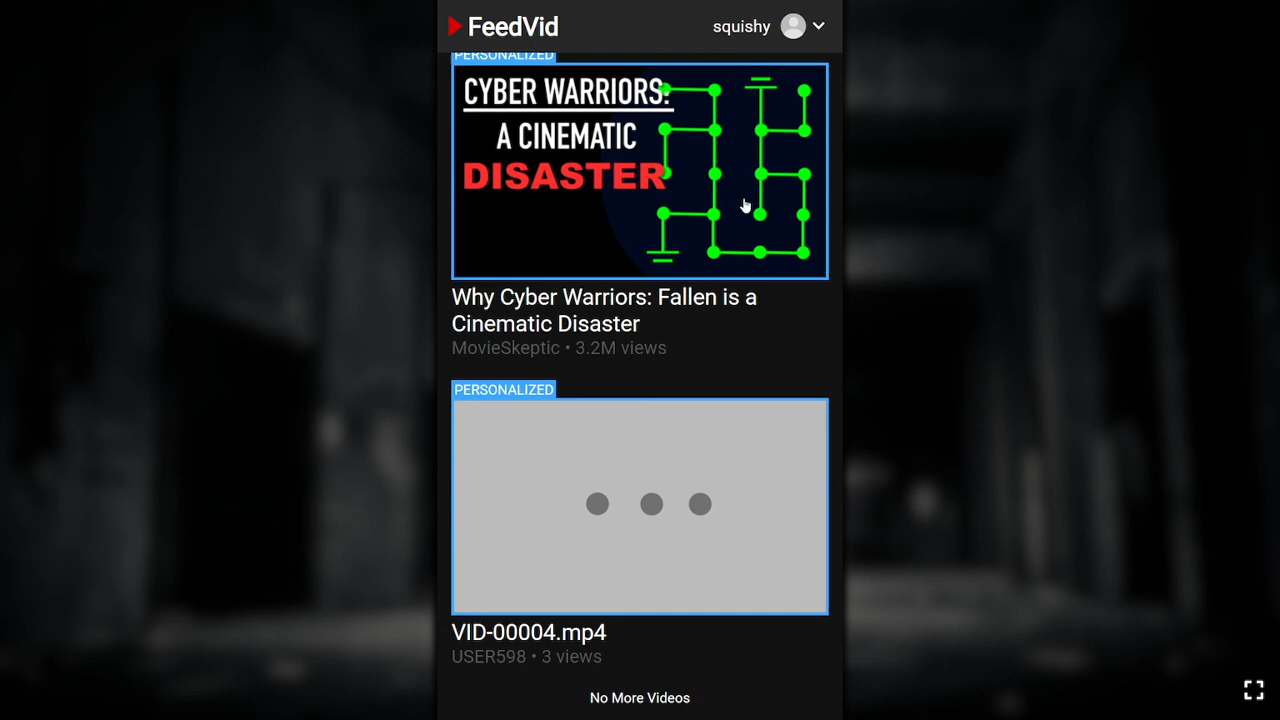 FeedVid
squishy
PERSONALIZED
CYBER WARRIORS:
A CINEMATIC
DISASTER
Why Cyber Warriors: Fallen is a
Cinematic Disaster
MovieSkeptic • 3.2M views
PERSONALIZED
VID-00004.mp4
USER598 • 3 views
No More Videos